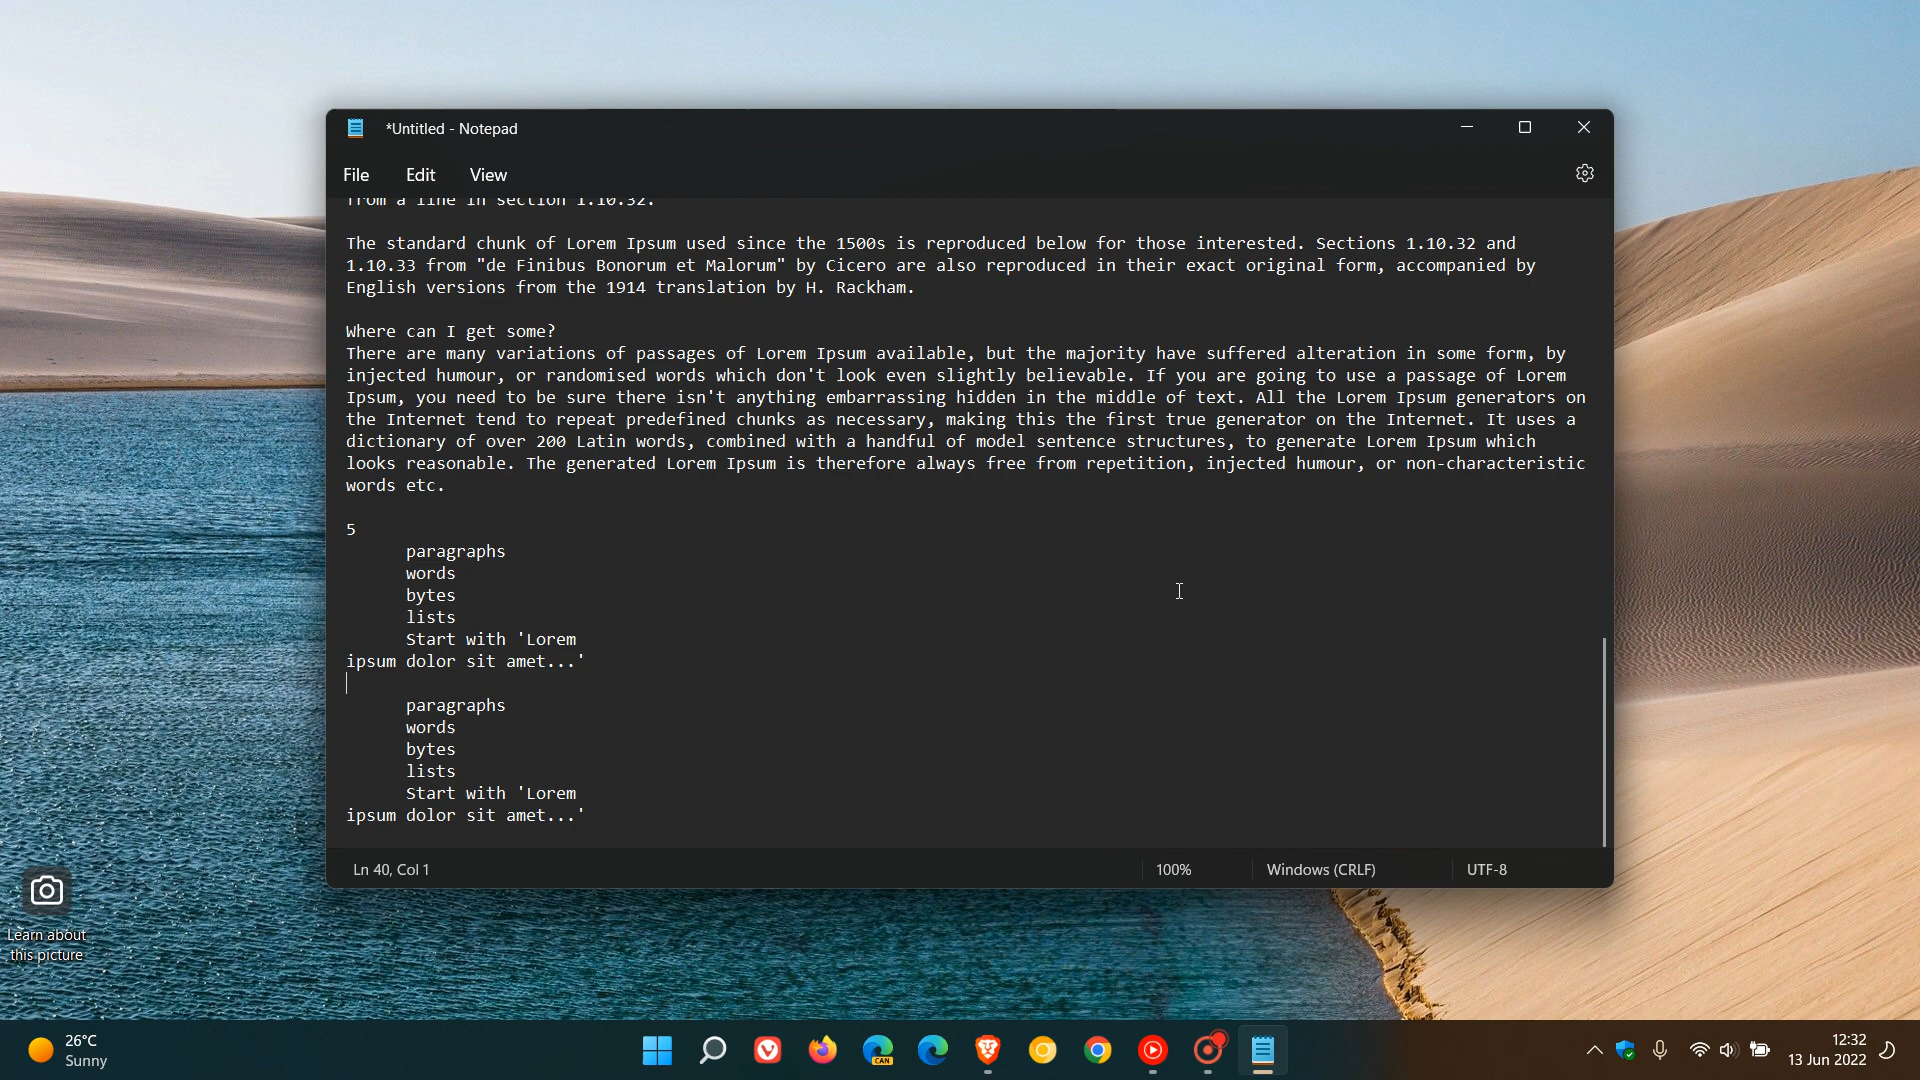 *Untitled - Notepad
File Edit View
from a line in section 1.10.32.
The standard chunk of Lorem Ipsum used since the 1500s is reproduced below for those interested. Sections 1.10.32 and
1.10.33 from "de Finibus Bonorum et Malorum" by Cicero are also reproduced in their exact original form, accompanied by
English versions from the 1914 translation by H. Rackham.
Where can I get some?
There are many variations of passages of Lorem Ipsum available, but the majority have suffered alteration in some form, by
injected humour, or randomised words which don't look even slightly believable. If you are going to use a passage of Lorem
Ipsum, you need to be sure there isn't anything embarrassing hidden in the middle of text. All the Lorem Ipsum generators on
the Internet tend to repeat predefined chunks as necessary, making this the first true generator on the Internet. It uses a
dictionary of over 200 Latin words, combined with a handful of model sentence structures, to generate Lorem Ipsum which
looks reasonable. The generated Lorem Ipsum is therefore always free from repetition, injected humour, or non-characteristic
words etc.
5
paragraphs
words
bytes
lists
Start with 'Lorem
ipsum dolor sit amet...'
paragraphs
words
bytes
lists
Start with 'Lorem
ipsum dolor sit amet...'
Ln 40, Col 1 100% Windows (CRLF) UTF-8
Learn about
this picture
26°C
Sunny
CAN
12:32
13 Jun 2022